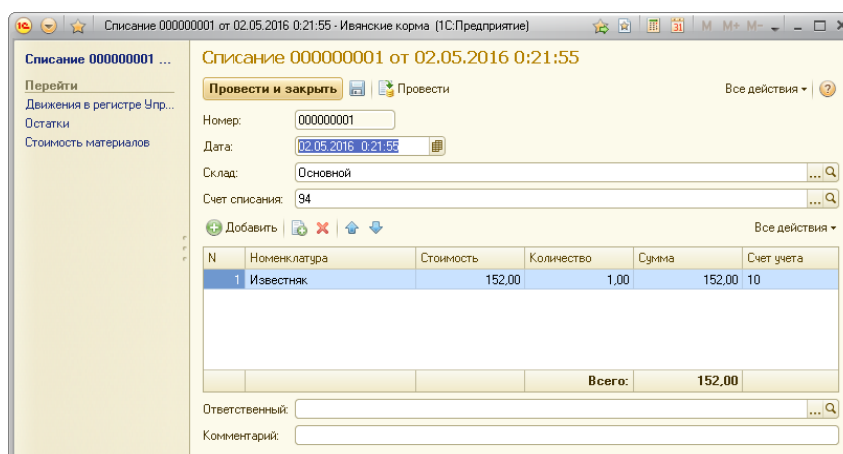 Списание 000000001 от 02.05.2016 0:21:55 - Ивянские корма (1С:Предприятие) 31 M M+ M-
Списание 000000001 ...
Перейти
Движения в регистре Упр...
Остатки
Стоимость материалов
Списание 000000001 от 02.05.2016 0:21:55
Провести и закрыть Провести Все действия ?
Номер: 000000001
Дата: 02.05.2016 0:21:55
Склад: Основной ...
Счет списания: 94 ...
Добавить Все действия
N Номенклатура Стоимость Количество Сумма Счет учета
1 Известняк 152,00 1,00 152,00 10
Всего: 152,00
Ответственный: ...
Комментарий: